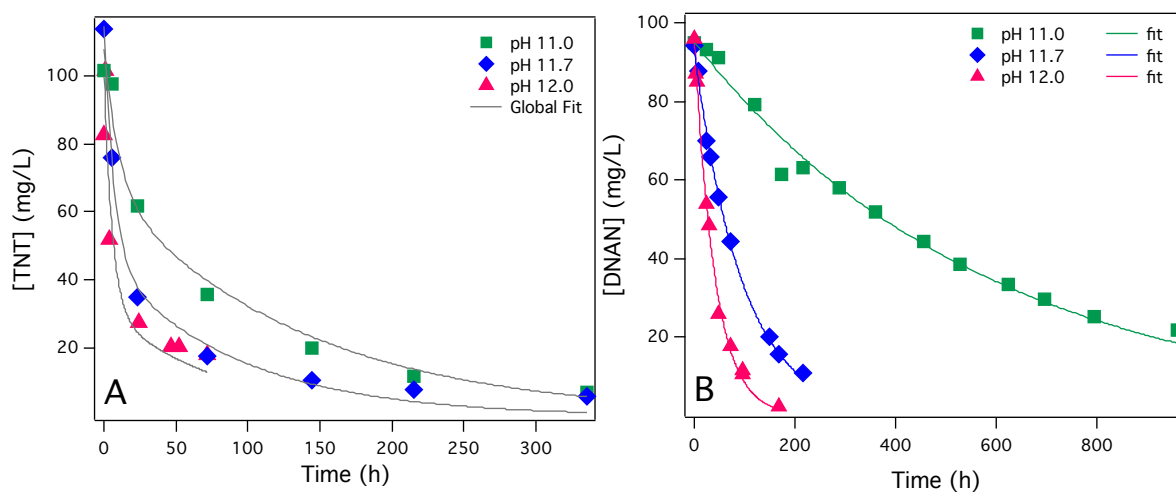 100
80
60
40
20
[TNT] (mg/L)
pH 11.0
pH 11.7
pH 12.0
Global Fit
A
0
50
100
150
200
250
300
Time (h)
100
80
60
40
20
[DNAN] (mg/L)
pH 11.0 fit
pH 11.7 fit
pH 12.0 fit
B
0
200
400
600
800
Time (h)